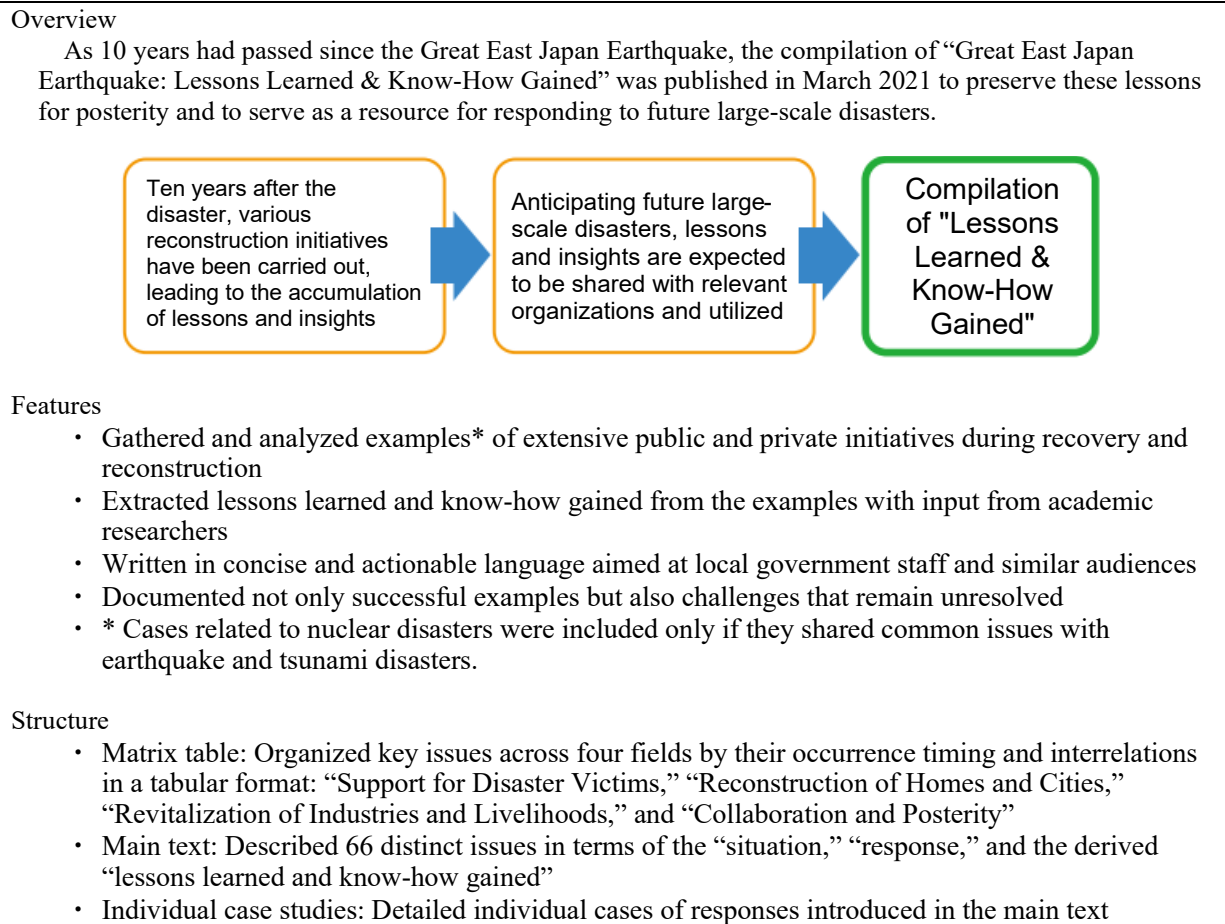 Overview
As 10 years had passed since the Great East Japan Earthquake, the compilation of “Great East Japan
Earthquake: Lessons Learned & Know-How Gained” was published in March 2021 to preserve these lessons
for posterity and to serve as a resource for responding to future large-scale disasters.
Ten years after the
disaster, various
reconstruction initiatives
have been carried out,
leading to the accumulation
of lessons and insights
Anticipating future large-
scale disasters, lessons
and insights are expected
to be shared with relevant
organizations and utilized
Compilation
of "Lessons
Learned &
Know-How
Gained"
Features
・ Gathered and analyzed examples* of extensive public and private initiatives during recovery and
reconstruction
・ Extracted lessons learned and know-how gained from the examples with input from academic
researchers
・ Written in concise and actionable language aimed at local government staff and similar audiences
・ Documented not only successful examples but also challenges that remain unresolved
・ * Cases related to nuclear disasters were included only if they shared common issues with
earthquake and tsunami disasters.
Structure
・ Matrix table: Organized key issues across four fields by their occurrence timing and interrelations
in a tabular format: “Support for Disaster Victims,” “Reconstruction of Homes and Cities,”
“Revitalization of Industries and Livelihoods,” and “Collaboration and Posterity”
・ Main text: Described 66 distinct issues in terms of the “situation,” “response,” and the derived
“lessons learned and know-how gained”
・ Individual case studies: Detailed individual cases of responses introduced in the main text